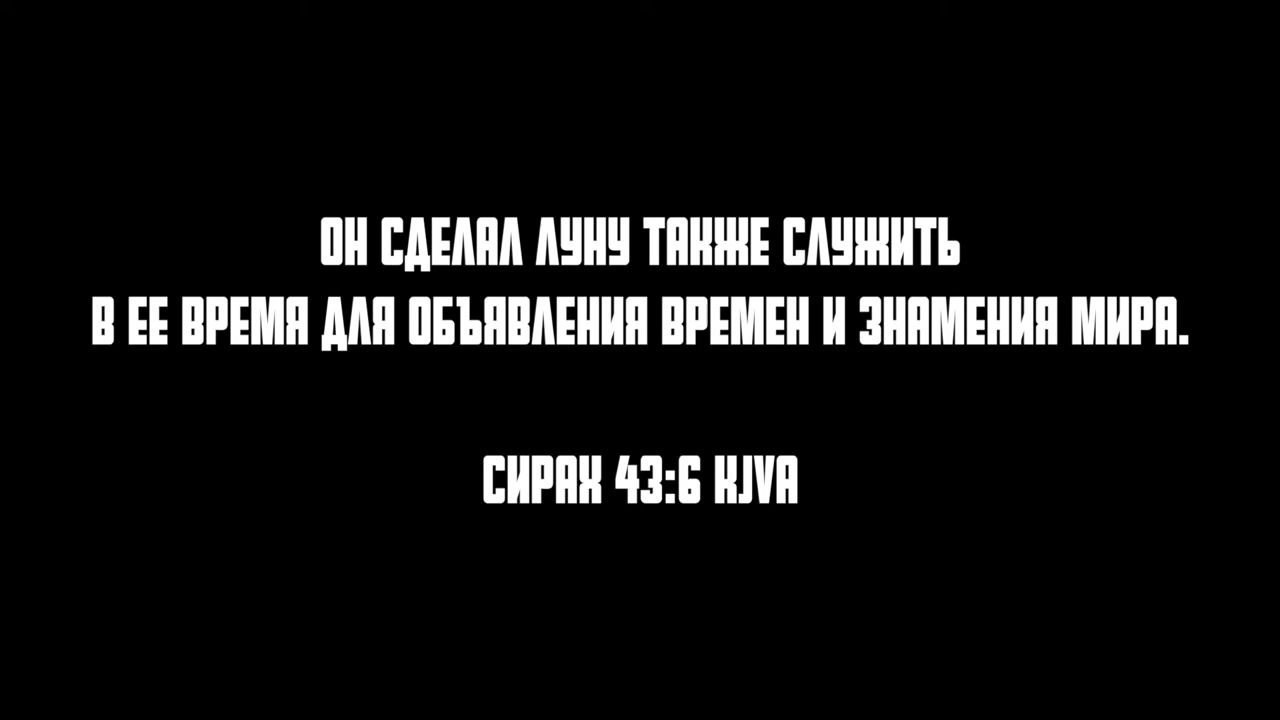 ОН СДЕЛАЛ ЛУНУ ТАКЖЕ СЛУЖИТЬ
В ЕЕ ВРЕМЯ ДЛЯ ОБЪЯВЛЕНИЯ ВРЕМЕН И ЗНАМЕНИЯ МИРА.
СИРАХ 43:6 KJVA